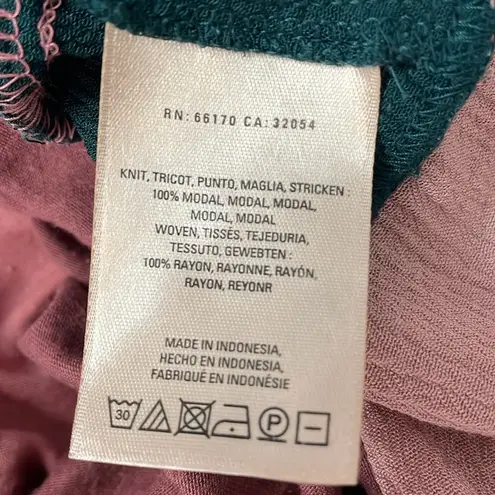 RN: 66170 CA: 32054
KNIT, TRICOT, PUNTO, MAGLIA, STRICKEN :
100% MODAL, MODAL, MODAL,
MODAL, MODAL
WOVEN, TISSÉS, TEJEDURIA,
TESSUTO, GEWEBTEN :
100% RAYON, RAYONNE, RAYÓN,
RAYON, REYONR
MADE IN INDONESIA,
HECHO EN INDONESIA,
FABRIQUÉ EN INDONÉSIE
30 P